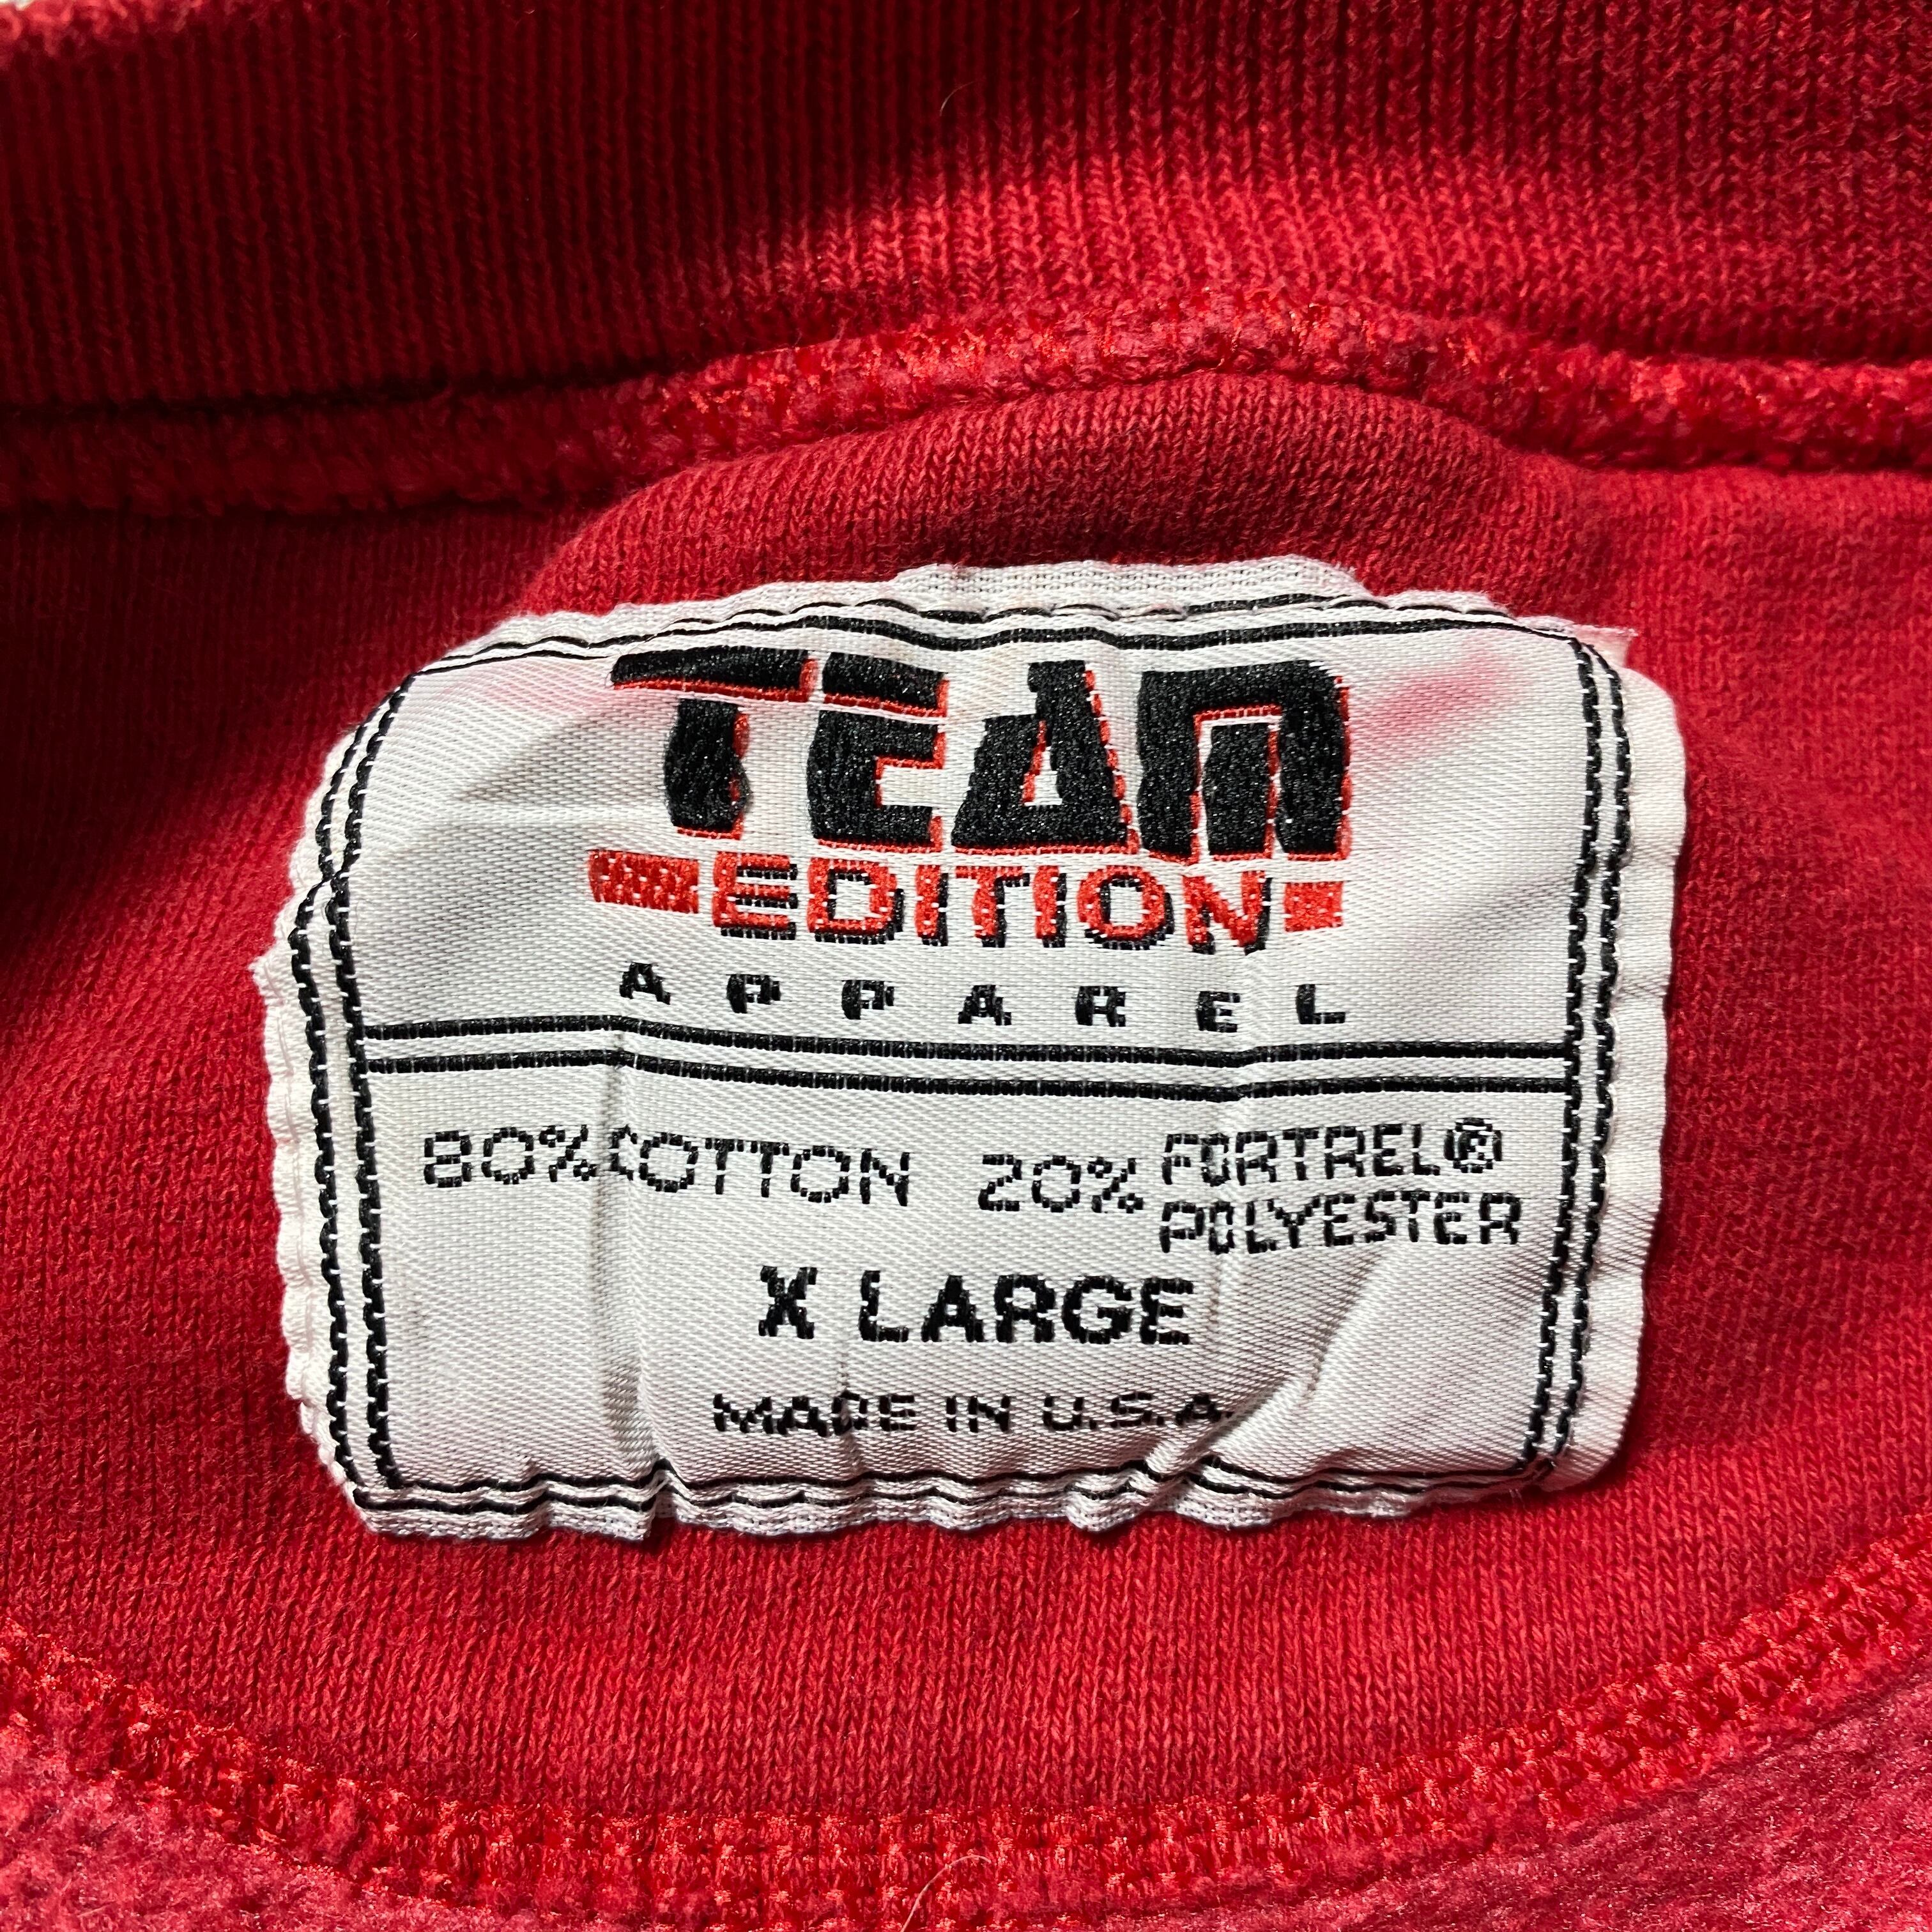 TEAM
EDITION
APPAREL
80% COTTON 20% FORTREL®
POLYESTER
X LARGE
MADE IN U.S.A.